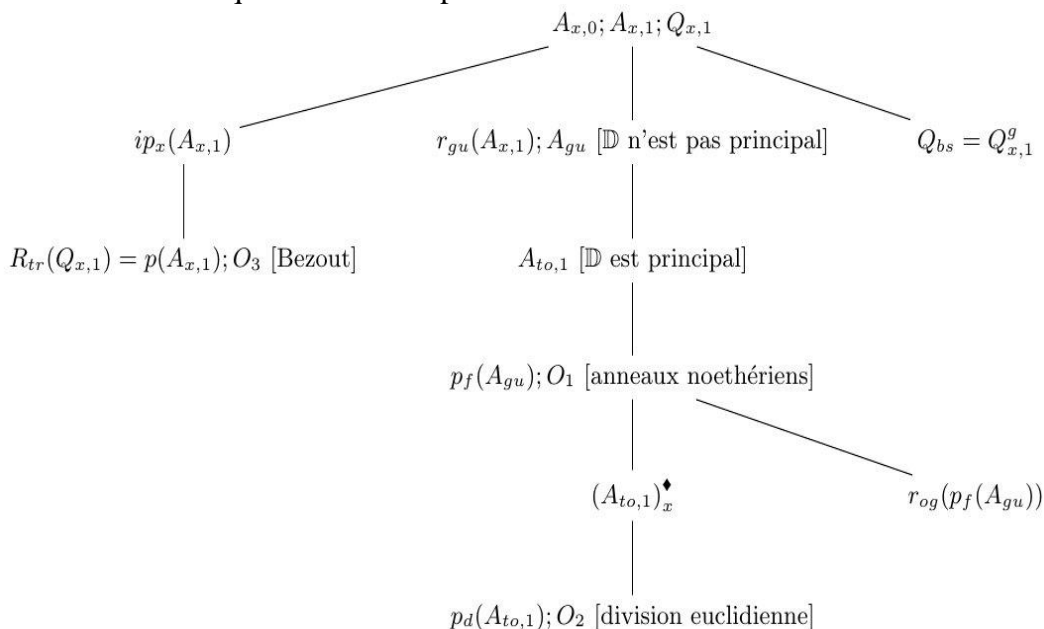 A_{x,0}; A_{x,1}; Q_{x,1}
ip_x(A_{x,1})
r_{gu}(A_{x,1}); A_{gu} [𝔻 n'est pas principal]
Q_{bs} = Q^g_{x,1}
R_{tr}(Q_{x,1}) = p(A_{x,1}); O_3 [Bezout]
A_{to,1} [𝔻 est principal]
p_f(A_{gu}); O_1 [anneaux noethériens]
(A_{to,1})^♦_x
r_{og}(p_f(A_{gu}))
p_d(A_{to,1}); O_2 [division euclidienne]